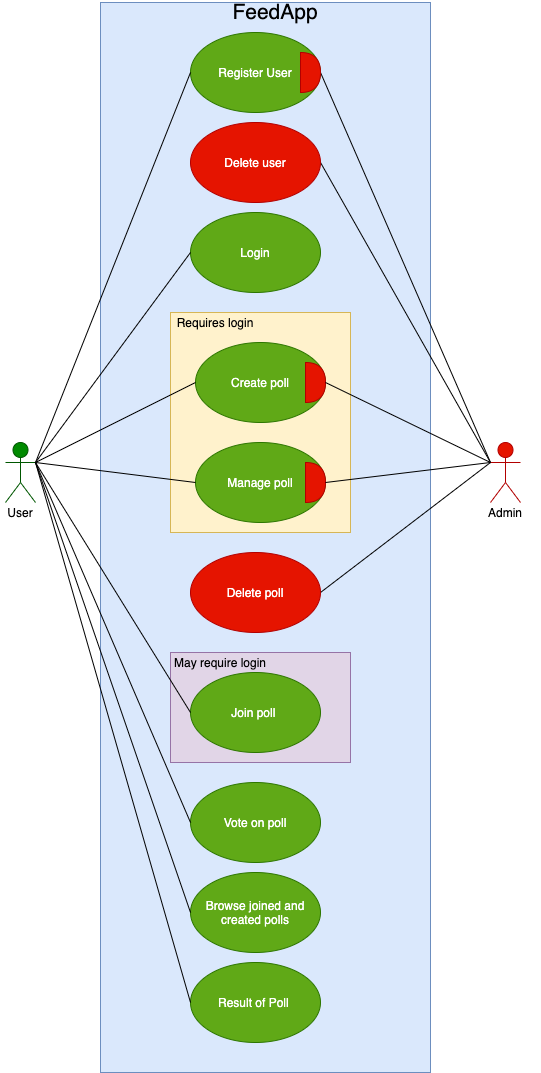 FeedApp
Register User
Delete user
Login
Requires login
Create poll
Manage poll
User
Admin
Delete poll
May require login
Join poll
Vote on poll
Browse joined and
created polls
Result of Poll